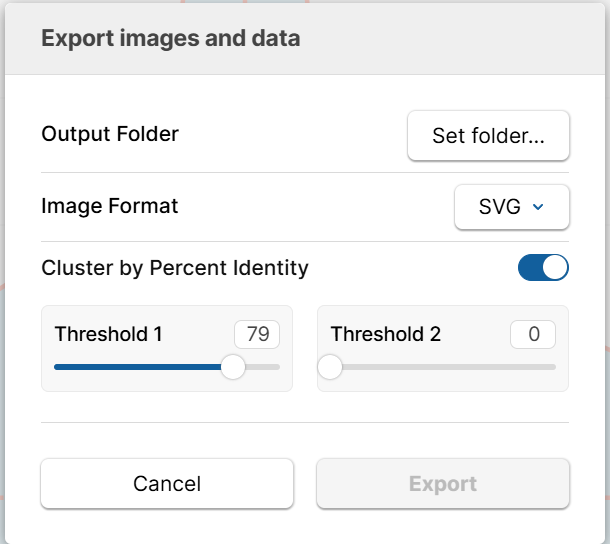 Export images and data
Output Folder
Set folder...
Image Format
SVG
Cluster by Percent Identity
Threshold 1
79
Threshold 2
0
Cancel
Export